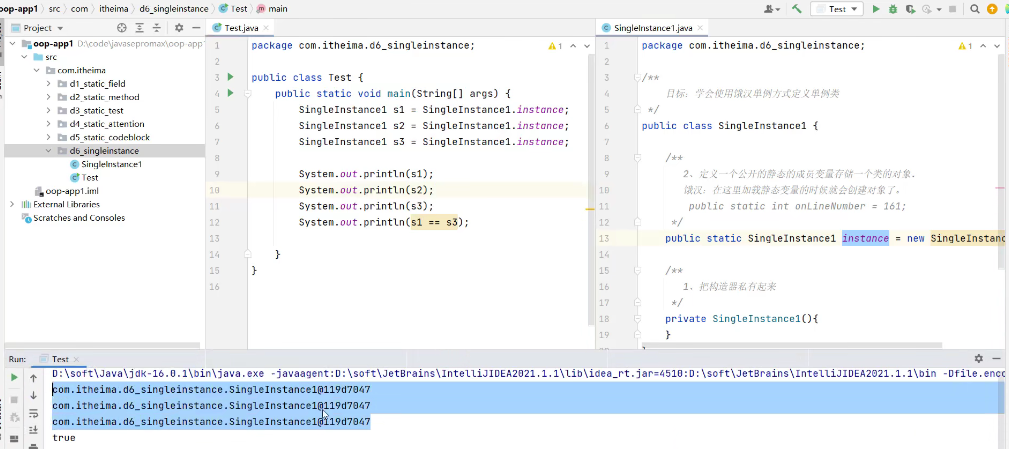 oop-app1 › src › com › itheima › d6_singleinstance › Test › main
Test
Project
Test.java
SingleInstance1.java
oop-app1 D:\code\javasepromax\oop-app1
src
com.itheima
d1_static_field
d2_static_method
d3_static_test
d4_static_attention
d5_static_codeblock
d6_singleinstance
SingleInstance1
Test
oop-app1.iml
External Libraries
Scratches and Consoles
1 package com.itheima.d6_singleinstance;
2
3 public class Test {
4 public static void main(String[] args) {
5 SingleInstance1 s1 = SingleInstance1.instance;
6 SingleInstance1 s2 = SingleInstance1.instance;
7 SingleInstance1 s3 = SingleInstance1.instance;
8
9 System.out.println(s1);
10 System.out.println(s2);
11 System.out.println(s3);
12 System.out.println(s1 == s3);
13
14 }
15 }
16
1
1 package com.itheima.d6_singleinstance;
2
3 /**
4 目标：学会使用饿汉单例方式定义单例类
5 */
6 public class SingleInstance1 {
7
8 /**
9 2、定义一个公开的静态的成员变量存储一个类的对象.
10 饿汉：在这里加载静态变量的时候就会创建对象了。
11 public static int onLineNumber = 161;
12 */
13 public static SingleInstance1 instance = new SingleInstanc
14
15 /**
16 1、把构造器私有起来
17 */
18 private SingleInstance1(){
19 }
1
Run: Test
D:\soft\Java\jdk-16.0.1\bin\java.exe -javaagent:D:\soft\JetBrains\IntelliJIDEA2021.1.1\lib\idea_rt.jar=4510:D:\soft\JetBrains\IntelliJIDEA2021.1.1\bin -Dfile.enco
com.itheima.d6_singleinstance.SingleInstance1@119d7047
com.itheima.d6_singleinstance.SingleInstance1@119d7047
com.itheima.d6_singleinstance.SingleInstance1@119d7047
true